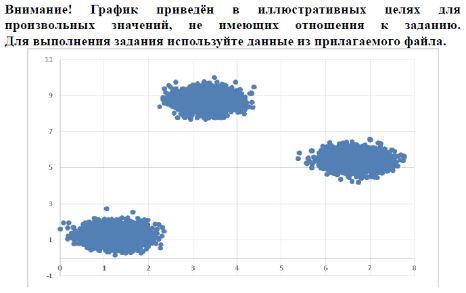 Внимание! График приведён в иллюстративных целях для
произвольных значений, не имеющих отношения к заданию.
Для выполнения задания используйте данные из прилагаемого файла.
11
9
7
5
3
1
-1
0 1 2 3 4 5 6 7 8